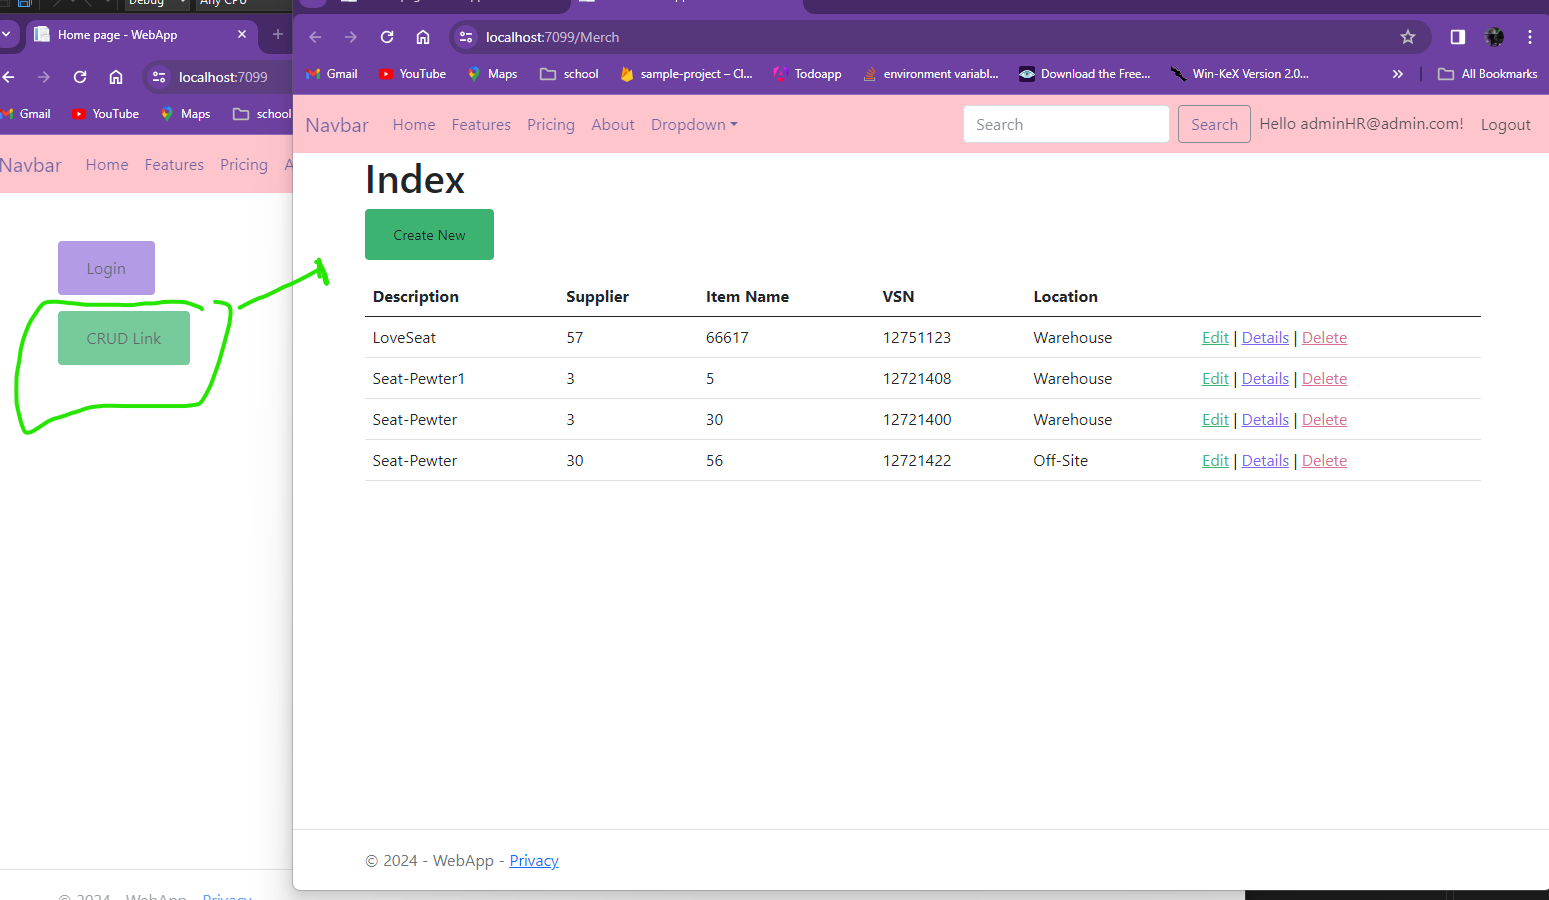 Debug Any CPU
Home page - WebApp
localhost:7099
Gmail YouTube Maps school
Navbar Home Features Pricing A
Login
CRUD Link
© 2024 - WebApp - Privacy
localhost:7099/Merch
Gmail YouTube Maps school sample-project – Cl... Todoapp environment variabl... Download the Free... Win-KeX Version 2.0... » All Bookmarks
Navbar Home Features Pricing About Dropdown Search Search Hello adminHR@admin.com! Logout
Index
Create New
Description Supplier Item Name VSN Location
LoveSeat 57 66617 12751123 Warehouse Edit | Details | Delete
Seat-Pewter1 3 5 12721408 Warehouse Edit | Details | Delete
Seat-Pewter 3 30 12721400 Warehouse Edit | Details | Delete
Seat-Pewter 30 56 12721422 Off-Site Edit | Details | Delete
© 2024 - WebApp - Privacy